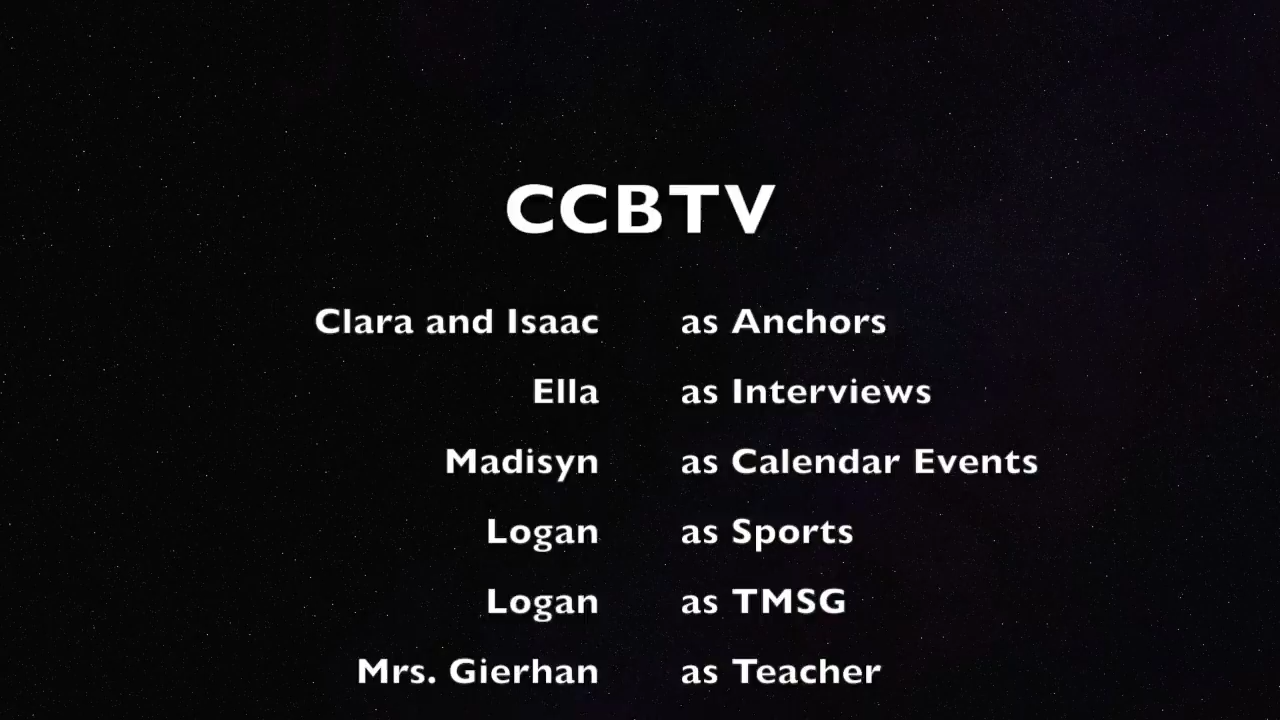 CCBTV
Clara and Isaac as Anchors
Ella as Interviews
Madisyn as Calendar Events
Logan as Sports
Logan as TMSG
Mrs. Gierhan as Teacher